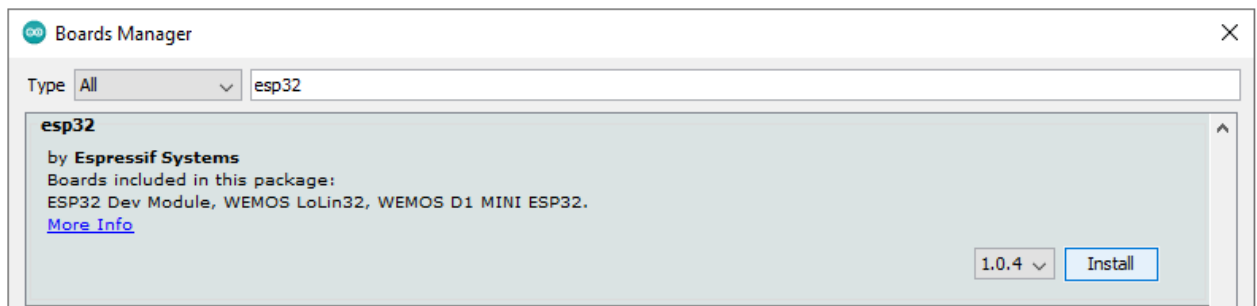 Boards Manager
Type All esp32
esp32
by Espressif Systems
Boards included in this package:
ESP32 Dev Module, WEMOS LoLin32, WEMOS D1 MINI ESP32.
More Info
1.0.4 Install